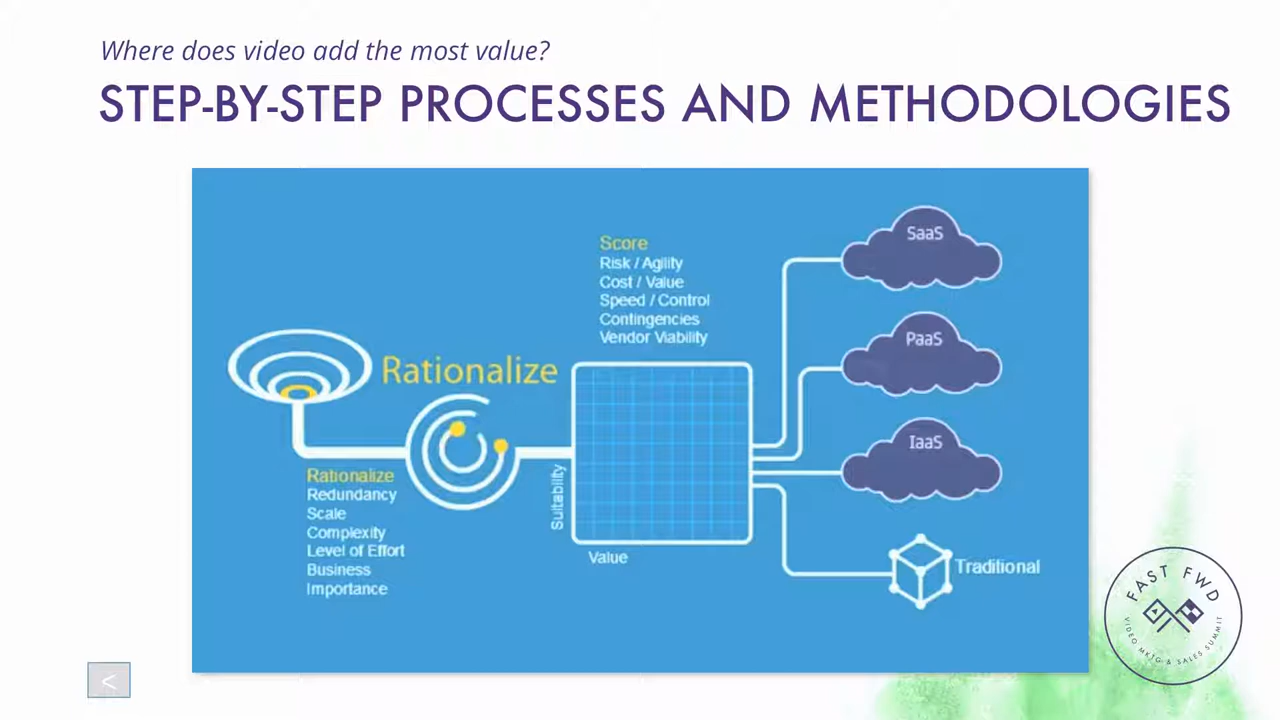 Where does video add the most value?
STEP-BY-STEP PROCESSES AND METHODOLOGIES
Score
Risk / Agility
Cost / Value
Speed / Control
Contingencies
Vendor Viability
Rationalize
Rationalize
Redundancy
Scale
Complexity
Level of Effort
Business
Importance
Suitability
Value
SaaS
PaaS
IaaS
Traditional
FAST FWD
VIDEO MKTG & SALES SUMMIT
<